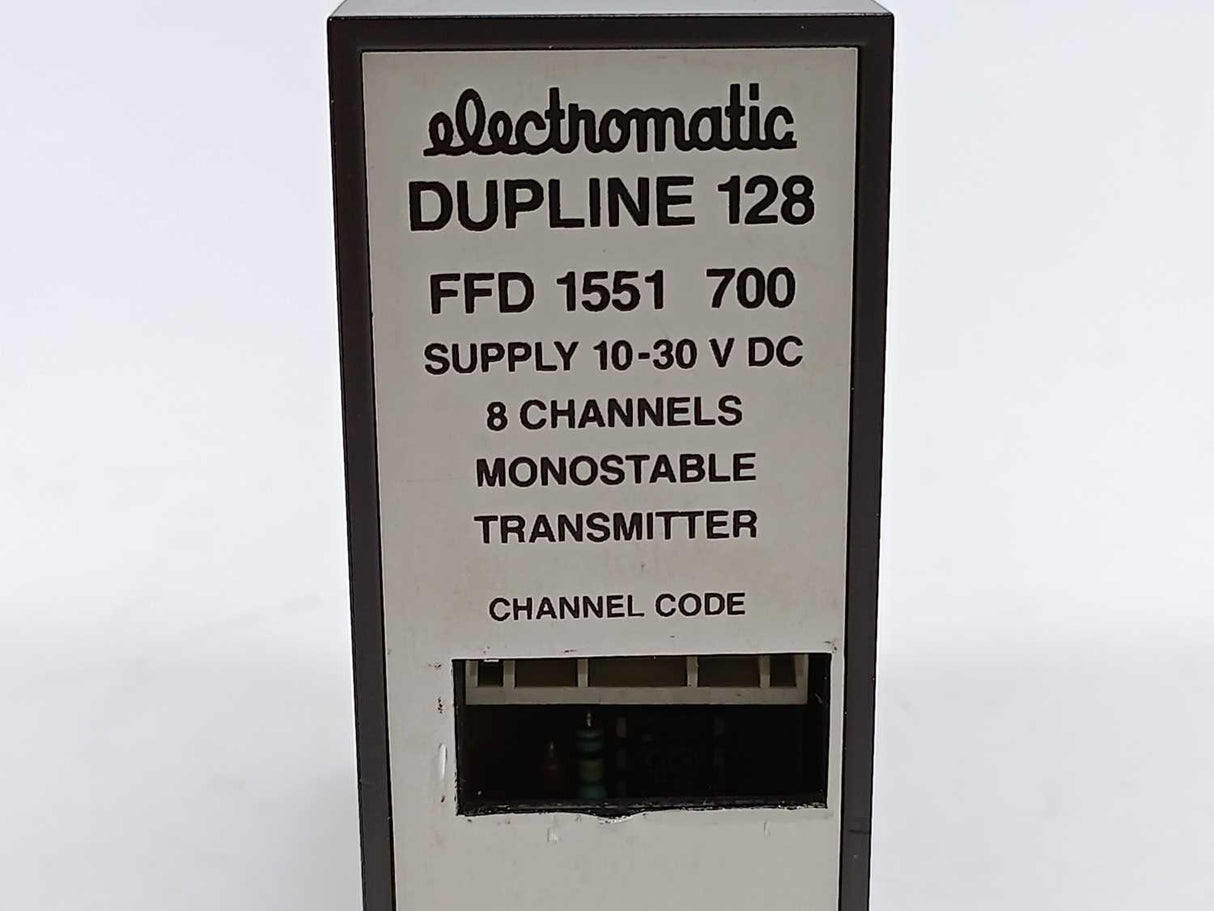 electromatic
DUPLINE 128
FFD 1551 700
SUPPLY 10-30 V DC
8 CHANNELS
MONOSTABLE
TRANSMITTER
CHANNEL CODE